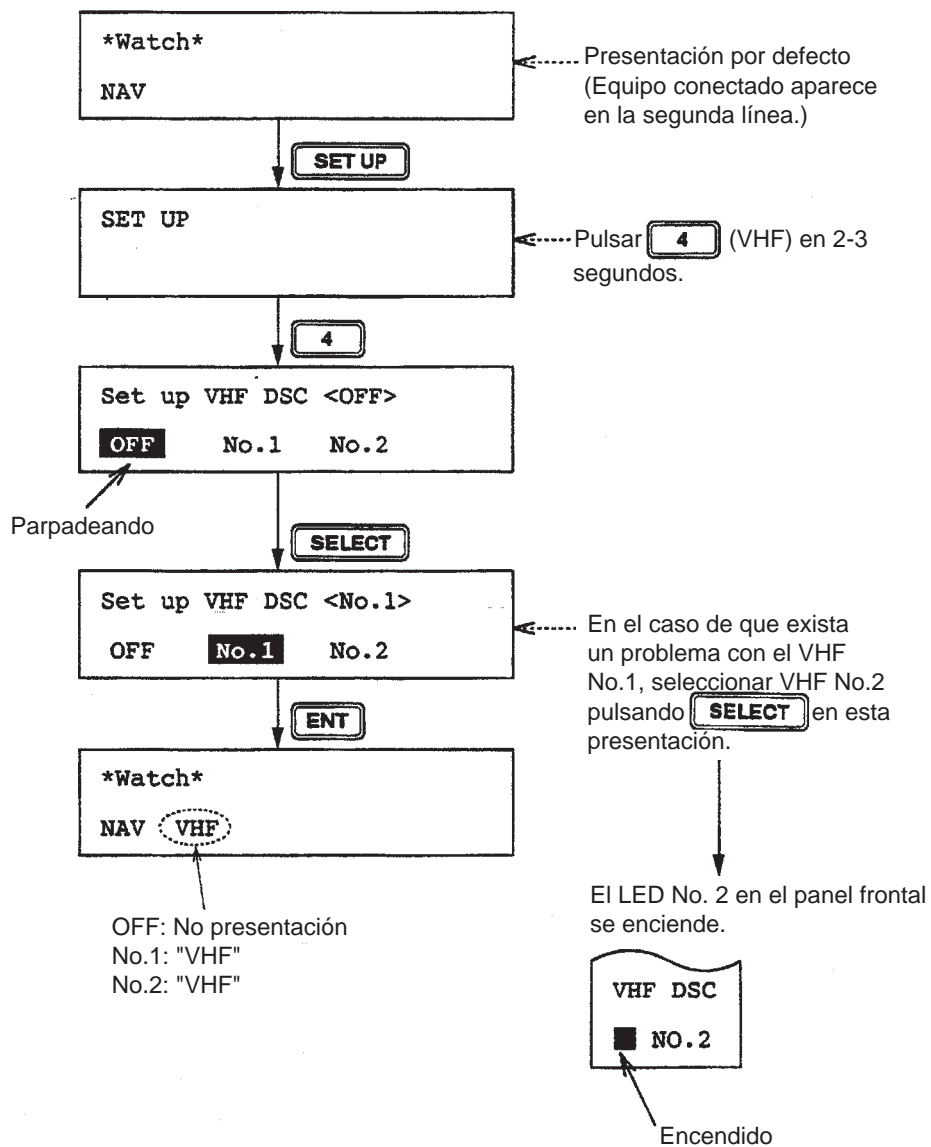 *Watch*
NAV
Presentación por defecto
(Equipo conectado aparece
en la segunda línea.)
SET UP
SET UP
Pulsar 4 (VHF) en 2-3
segundos.
4
Set up VHF DSC <OFF>
OFF No.1 No.2
Parpadeando
SELECT
Set up VHF DSC <No.1>
OFF No.1 No.2
En el caso de que exista
un problema con el VHF
No.1, seleccionar VHF No.2
pulsando SELECT en esta
presentación.
ENT
*Watch*
NAV VHF
OFF: No presentación
No.1: "VHF"
No.2: "VHF"
El LED No. 2 en el panel frontal
se enciende.
VHF DSC
NO.2
Encendido